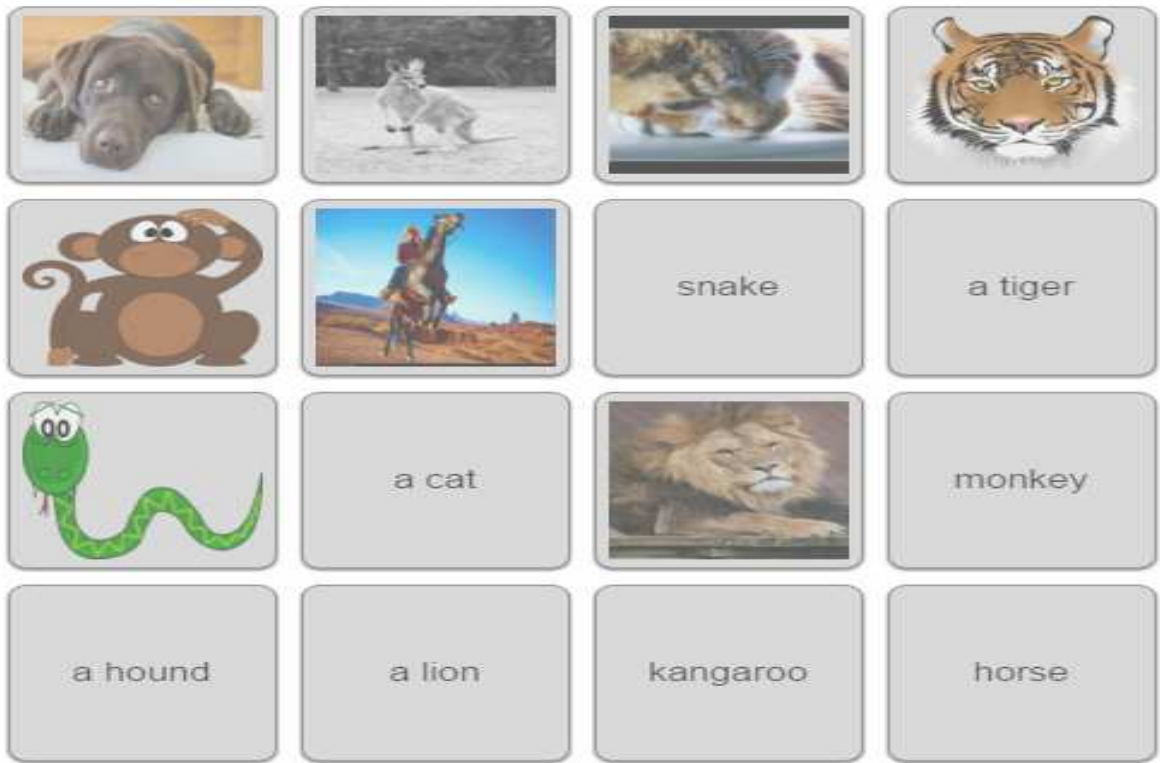 snake
a tiger
a cat
monkey
a hound
a lion
kangaroo
horse